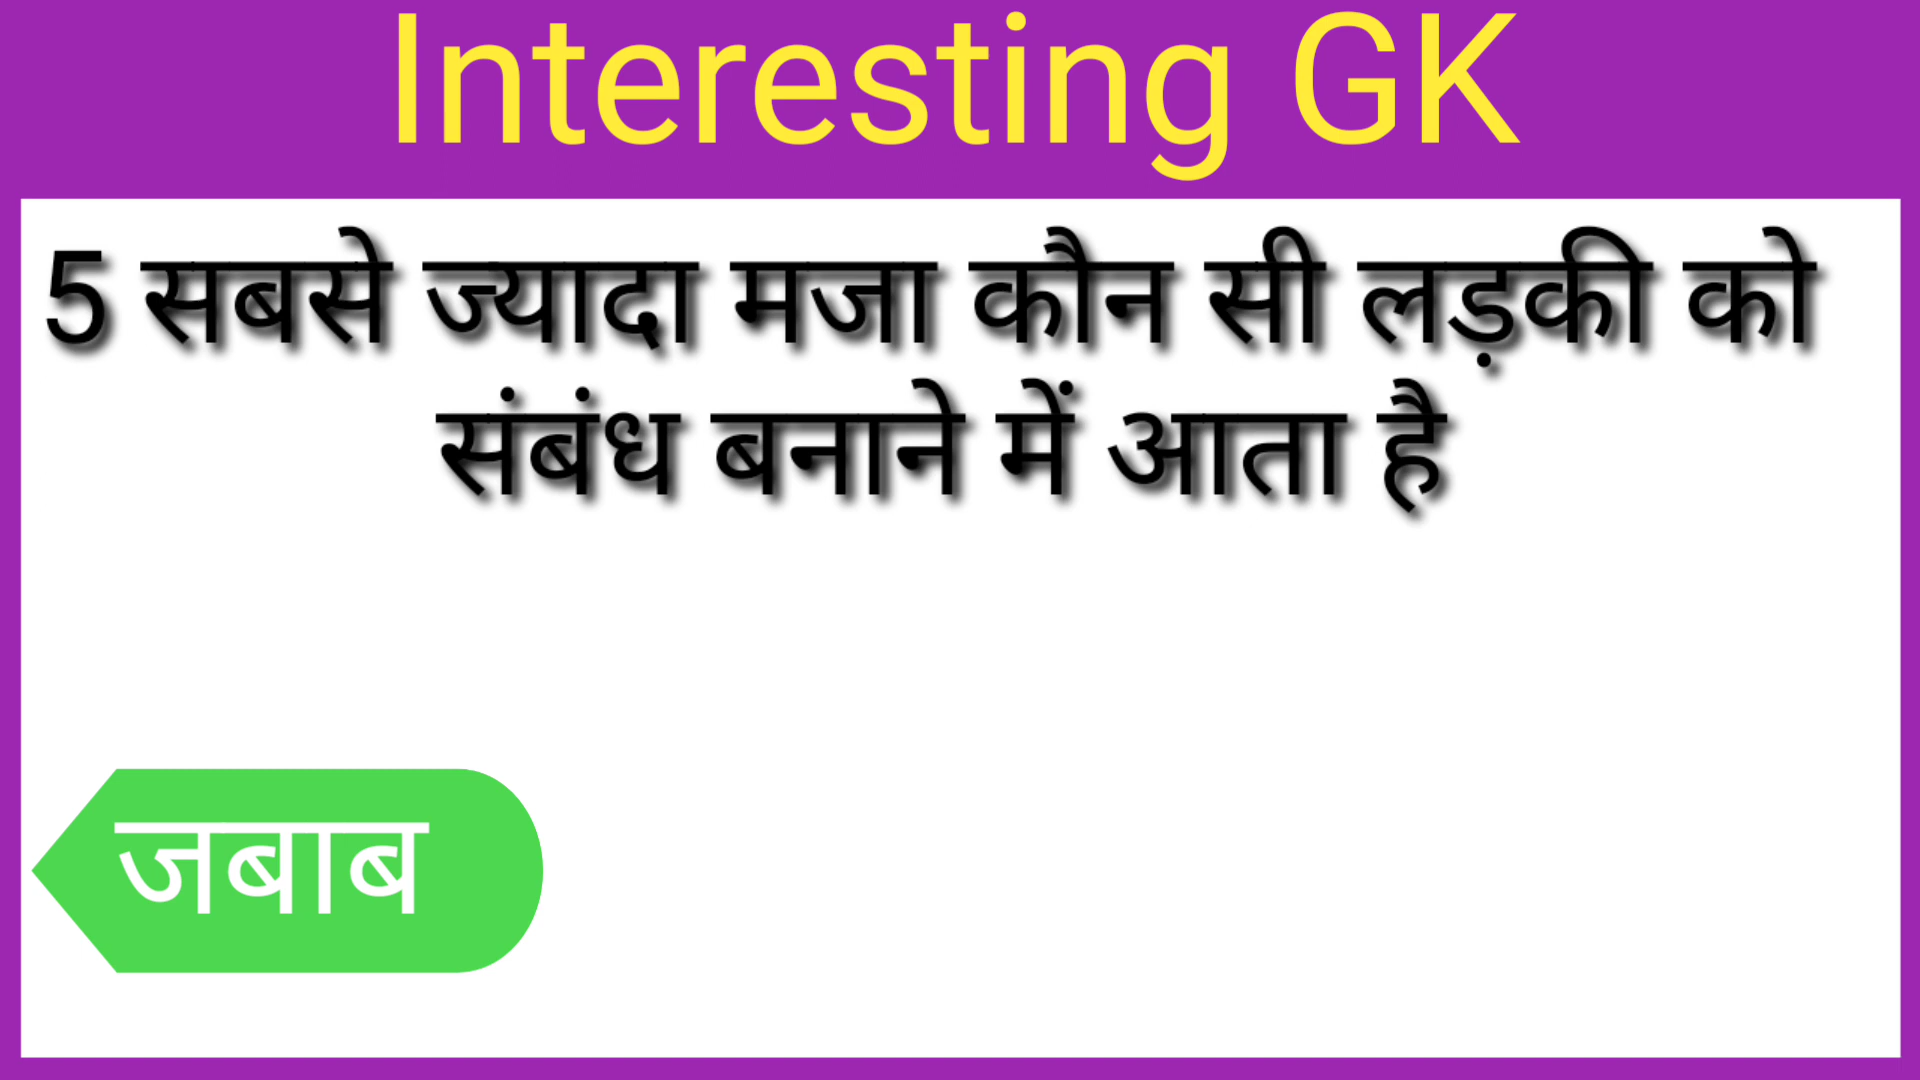 Interesting GK
5 सबसे ज्यादा मजा कौन सी लड़की को
संबंध बनाने में आता है
जबाब